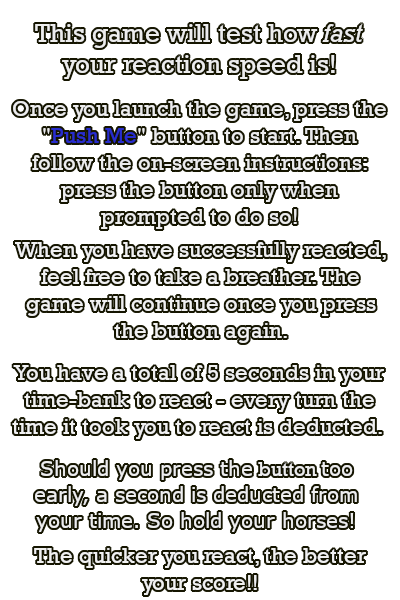 This game will test how fast
your reaction speed is!
Once you launch the game, press the
"Push Me" button to start. Then
follow the on-screen instructions:
press the button only when
prompted to do so!
When you have successfully reacted,
feel free to take a breather. The
game will continue once you press
the button again.
You have a total of 5 seconds in your
time-bank to react - every turn the
time it took you to react is deducted.
Should you press the button too
early, a second is deducted from
your time. So hold your horses!
The quicker you react, the better
your score!!